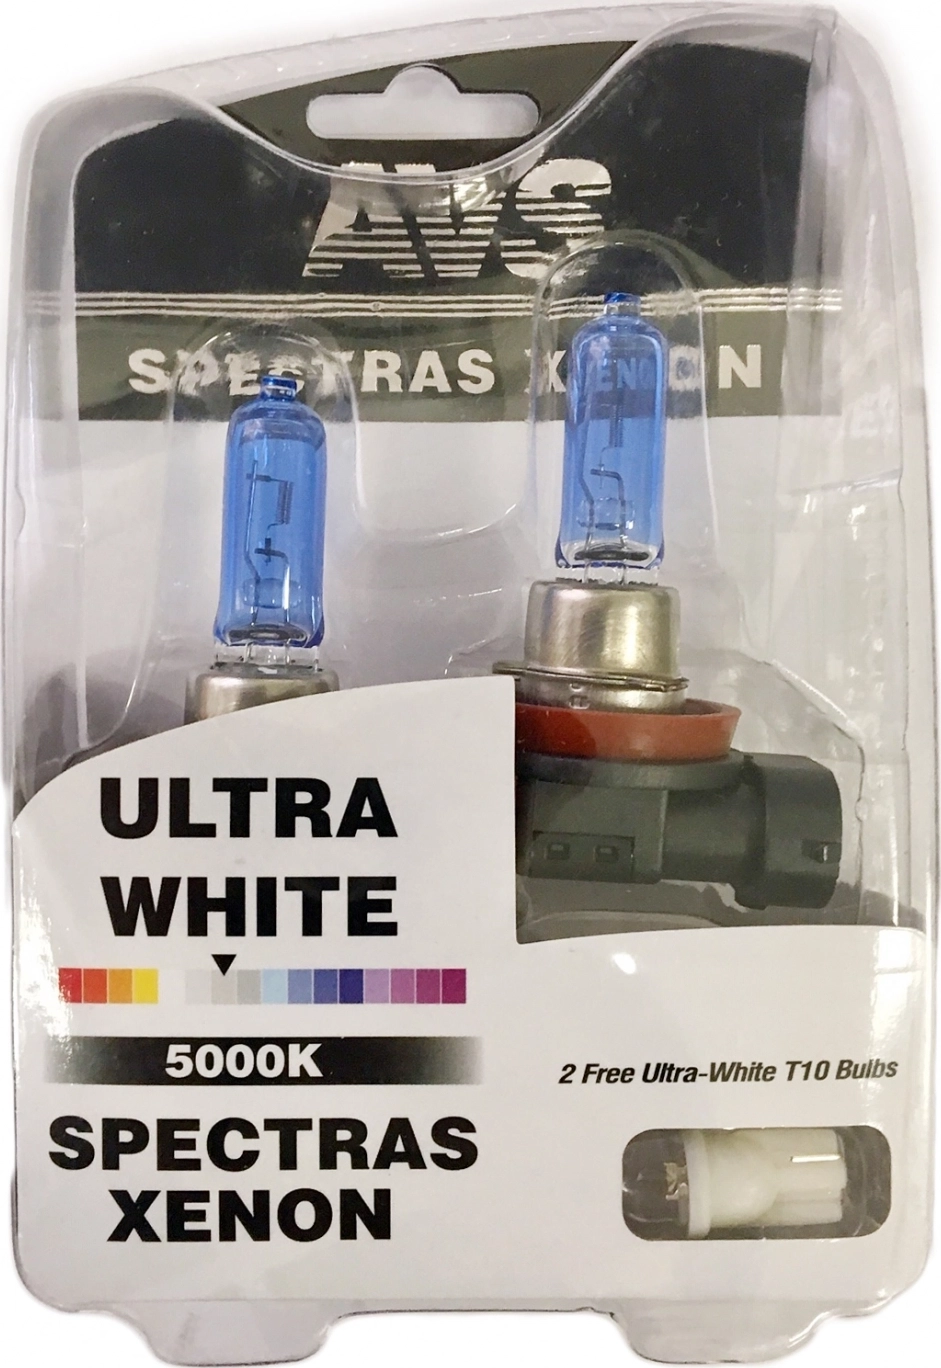 AVS
SPECTRAS XENON
ULTRA
WHITE
5000K
SPECTRAS
XENON
2 Free Ultra-White T10 Bulbs